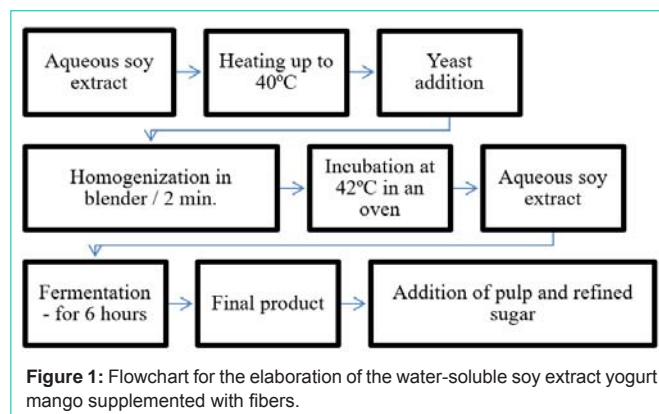 Aqueous soy
extract
Heating up to
40ºC
Yeast
addition
Homogenization in
blender / 2 min.
Incubation at
42ºC in an
oven
Aqueous soy
extract
Fermentation
- for 6 hours
Final product
Addition of pulp and refined
sugar
Figure 1: Flowchart for the elaboration of the water-soluble soy extract yogurt
mango supplemented with fibers.